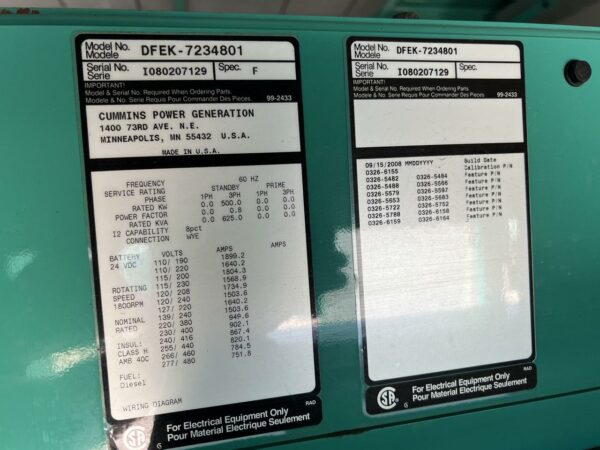 Model No. DFEK-7234801
Modele
Serial No. I080207129 Spec. F
Serie
IMPORTANT!
Model & Serial No. Required When Ordering Parts.
Modele & No. Serie Requis Pour Commander Des Pieces. 99-2433
CUMMINS POWER GENERATION
1400 73RD AVE. N.E.
MINNEAPOLIS, MN 55432 U.S.A.
MADE IN U.S.A.
FREQUENCY 60 HZ
SERVICE RATING STANDBY PRIME
PHASE 1PH 3PH 1PH 3PH
RATED KW 0.0 500.0 0.0 0.0
POWER FACTOR 0.0 0.8 0.0 0.0
RATED KVA 0.0 625.0 0.0 0.0
I2 CAPABILITY 8pct
CONNECTION WYE
BATTERY VOLTS AMPS AMPS
24 VDC 110/ 190 1899.2
110/ 220 1640.2
115/ 200 1804.3
115/ 230 1568.9
ROTATING 120/ 208 1734.9
SPEED 120/ 240 1503.6
1800RPM 127/ 220 1640.2
139/ 240 1503.6
NOMINAL 220/ 380 949.6
RATED 230/ 400 902.1
240/ 416 867.4
INSUL: 255/ 440 820.1
CLASS H 266/ 460 784.5
AMB 40C 277/ 480 751.8
FUEL:
Diesel
WIRING DIAGRAM
RAD
For Electrical Equipment Only
Pour Material Electrique Seulement
G
Model No. DFEK-7234801
Modele
Serial No. I080207129 Spec.
Serie
IMPORTANT!
Model & Serial No. Required When Ordering Parts.
Modele & No. Serie Requis Pour Commander Des Pieces. 99-2433
09/15/2008 MMDDYYYY Build Date
0326-6155 Calibration P/N
0326-5482 0326-5484 Feature P/N
0326-5488 0326-5566 Feature P/N
0326-5579 0326-5597 Feature P/N
0326-5653 0326-5683 Feature P/N
0326-5722 0326-5752 Feature P/N
0326-5788 0326-6158 Feature P/N
0326-6159 0326-6164 Feature P/N
RAD
For Electrical Equipment Only
Pour Material Electrique Seulement
G